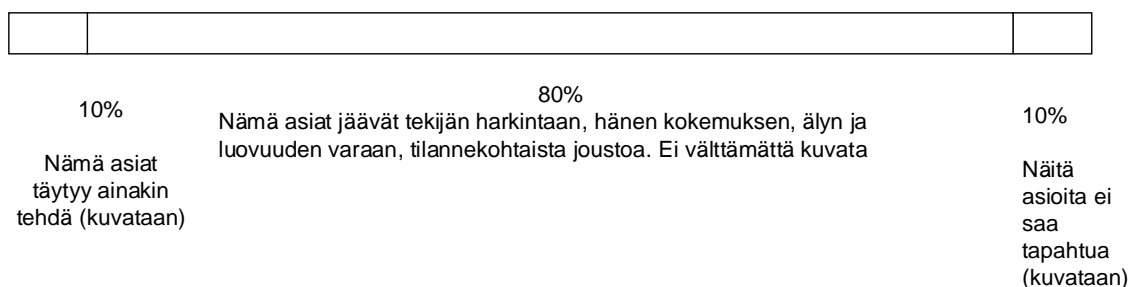 10%
Nämä asiat
täytyy ainakin
tehdä (kuvataan)
80%
Nämä asiat jäävät tekijän harkintaan, hänen kokemuksen, älyn ja
luovuuden varaan, tilannekohtaista joustoa. Ei välttämättä kuvata
10%
Näitä
asioita ei
saa
tapahtua
(kuvataan)